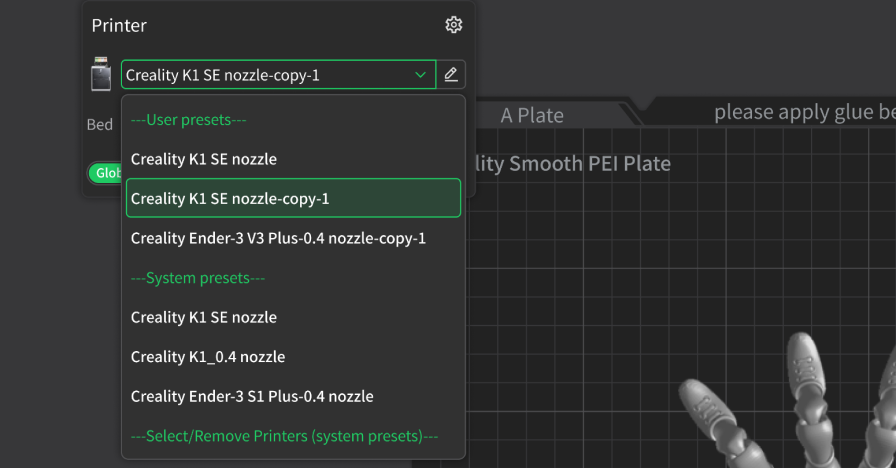 Printer
Creality K1 SE nozzle-copy-1
Bed
---User presets---
Creality K1 SE nozzle
Creality K1 SE nozzle-copy-1
Creality Ender-3 V3 Plus-0.4 nozzle-copy-1
---System presets---
Creality K1 SE nozzle
Creality K1_0.4 nozzle
Creality Ender-3 S1 Plus-0.4 nozzle
---Select/Remove Printers (system presets)---
Glob
A Plate
please apply glue be
lity Smooth PEI Plate